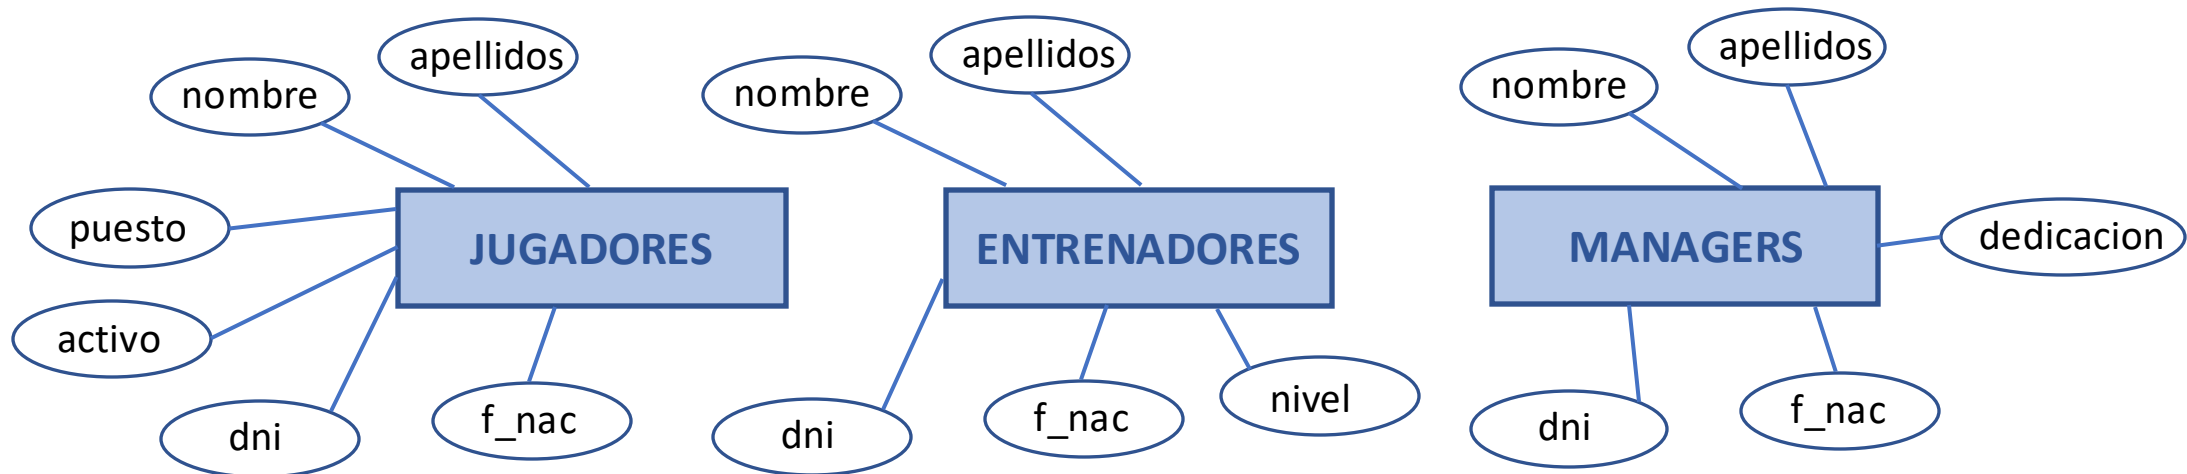 nombre
apellidos
puesto
JUGADORES
activo
dni
f_nac
nombre
apellidos
ENTRENADORES
dni
f_nac
nivel
nombre
apellidos
MANAGERS
dedicacion
dni
f_nac